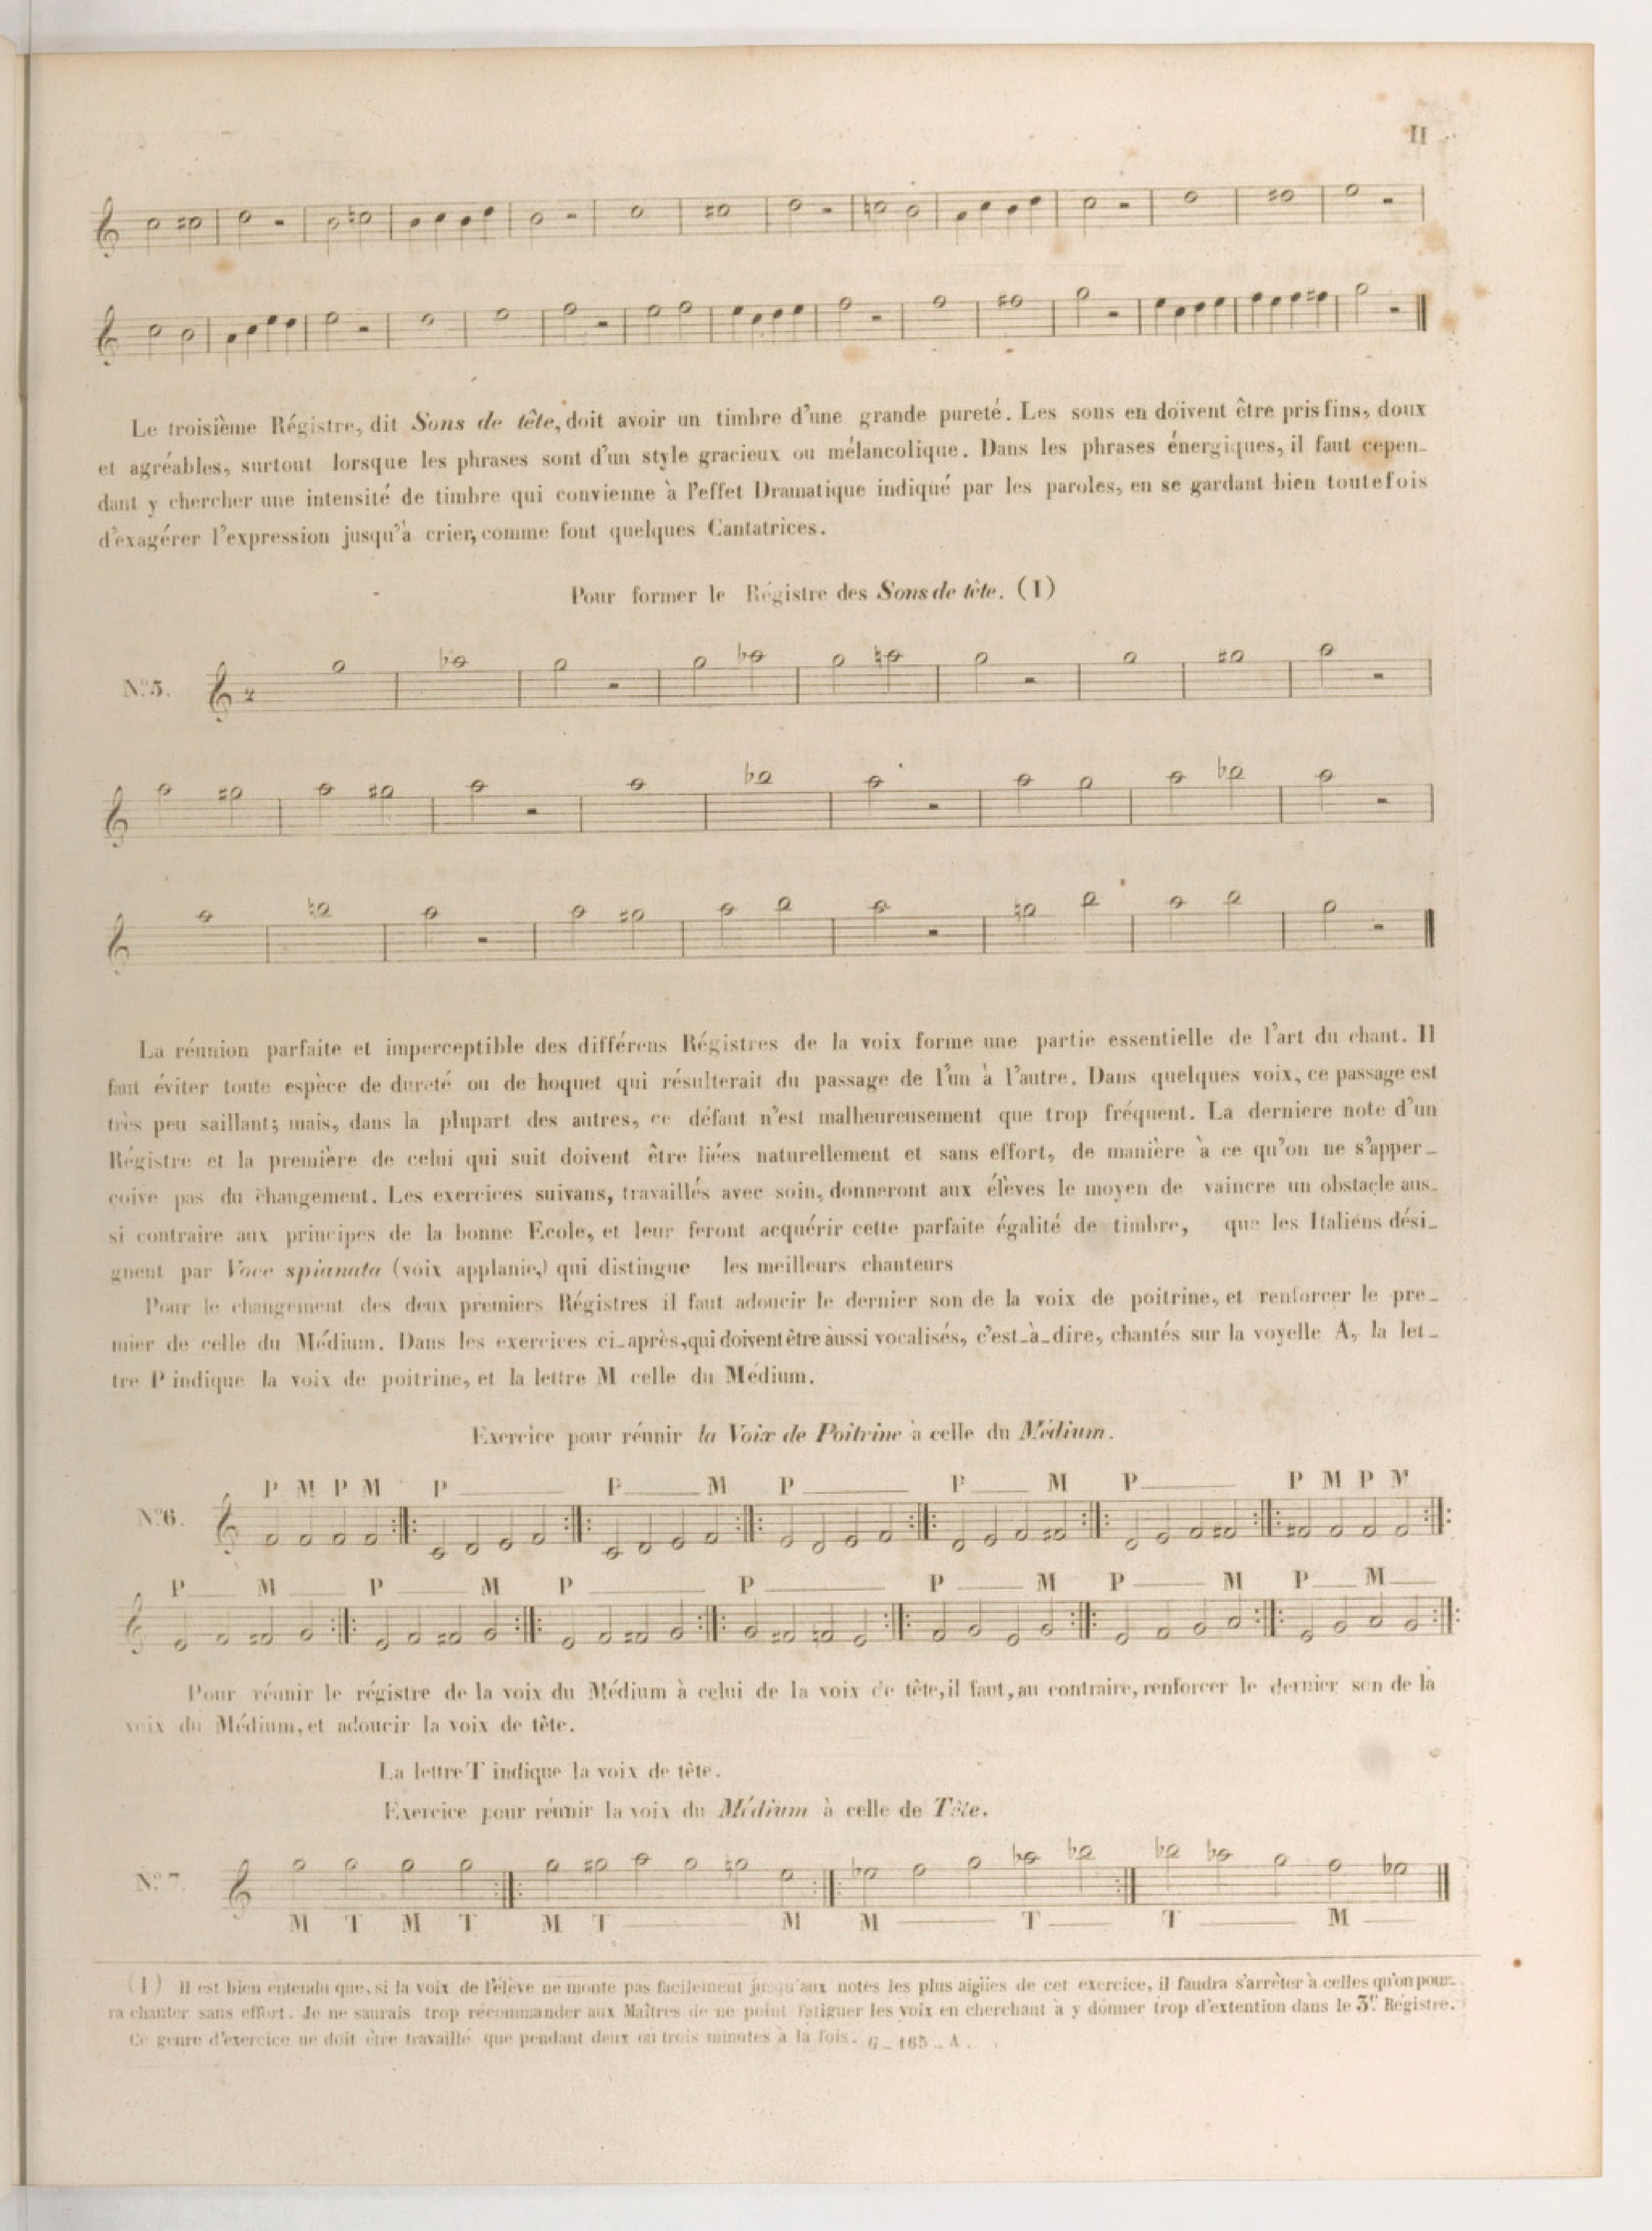 II
Le troisième Régistre, dit Sons de tête, doit avoir un timbre d'une grande pureté. Les sons en doivent être pris fins, doux
et agréables, surtout lorsque les phrases sont d'un style gracieux ou mélancolique. Dans les phrases énergiques, il faut cepen-
dant y chercher une intensité de timbre qui convienne à l'effet Dramatique indiqué par les paroles, en se gardant bien toutefois
d'exagérer l'expression jusqu'à crier, comme font quelques Cantatrices.
Pour former le Régistre des Sons de tête. (I)
N.º 5.
La réunion parfaite et imperceptible des différens Régistres de la voix forme une partie essentielle de l'art du chant. Il
faut éviter toute espèce de dureté ou de hoquet qui résulterait du passage de l'un à l'autre. Dans quelques voix, ce passage est
très peu saillant; mais, dans la plupart des autres, ce défaut n'est malheureusement que trop fréquent. La derniere note d'un
Régistre et la première de celui qui suit doivent être liées naturellement et sans effort, de manière à ce qu'on ne s'apper-
çoive pas du changement. Les exercices suivans, travaillés avec soin, donneront aux élèves le moyen de vaincre un obstacle aus-
si contraire aux principes de la bonne Ecole, et leur feront acquérir cette parfaite égalité de timbre, que les Italiens dési-
gnent par Voce spianata (voix applanie,) qui distingue les meilleurs chanteurs
Pour le changement des deux premiers Régistres il faut adoucir le dernier son de la voix de poitrine, et renforcer le pre-
mier de celle du Médium. Dans les exercices ci-après, qui doivent être aussi vocalisés, c'est-à-dire, chantés sur la voyelle A, la let-
tre P indique la voix de poitrine, et la lettre M celle du Médium.
Exercice pour réunir la Voix de Poitrine à celle du Médium.
P M P M P P M P P M P P M P M
N.º 6.
P M P M P P P M P M P M
Pour réunir le régistre de la voix du Médium à celui de la voix de tête, il faut, au contraire, renforcer le dernier son de la
voix du Médium, et adoucir la voix de tête.
La lettre T indique la voix de tête.
Exercice pour réunir la voix du Médium à celle de Tête.
N.º 7.
M T M T M T M M T T M
(I) Il est bien entendu que, si la voix de l'élève ne monte pas facilement jusqu'aux notes les plus aigües de cet exercice, il faudra s'arrêter à celles qu'on pour-
ra chanter sans effort. Je ne saurais trop récommander aux Maîtres de ne point fatiguer les voix en cherchant à y donner trop d'extention dans le 3.e Régistre.
Ce genre d'exercice ne doit être travaillé que pendant deux ou trois minutes à la fois. G - 165 - A.